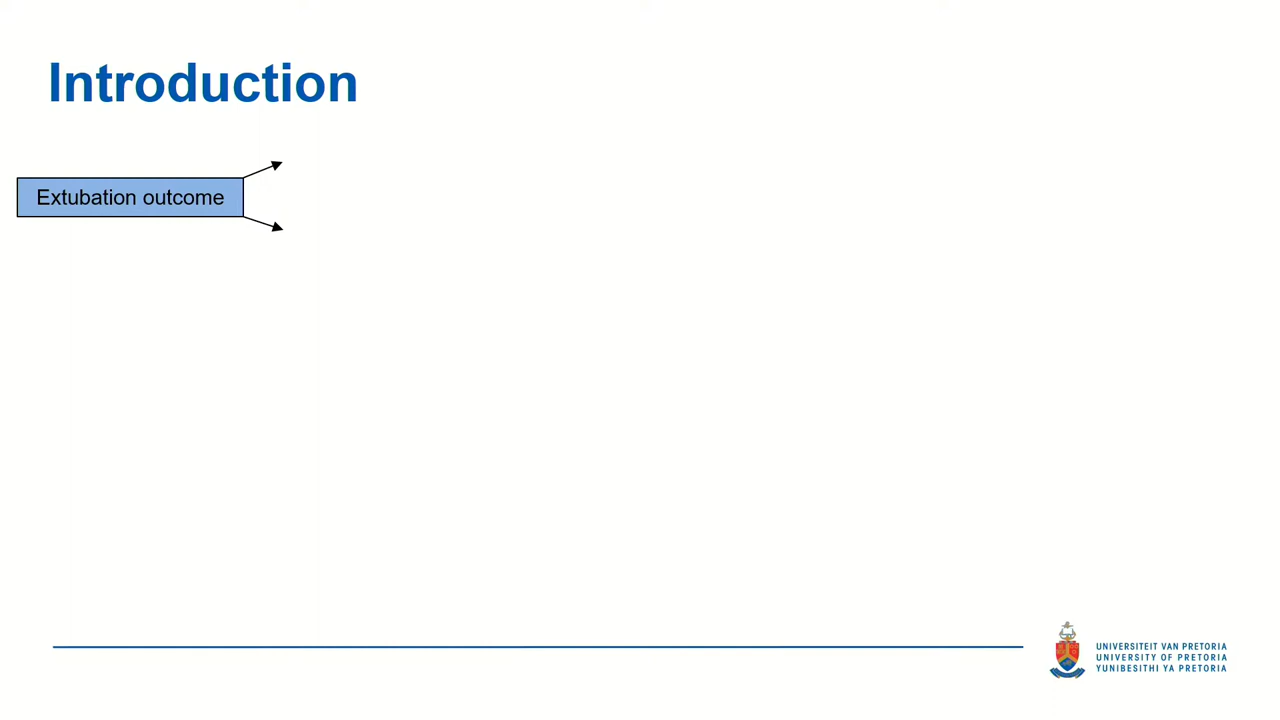 Introduction
Extubation outcome
UNIVERSITEIT VAN PRETORIA
UNIVERSITY OF PRETORIA
YUNIBESITHI YA PRETORIA